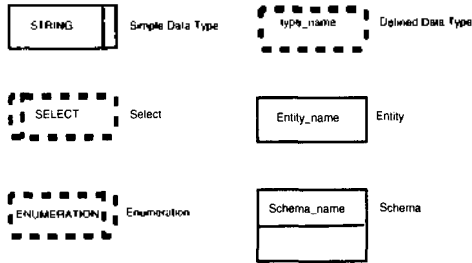 STRING Simple Data Type
type_name Defined Data Type
SELECT Select
Entity_name Entity
ENUMERATION Enumeration
Schema_name Schema